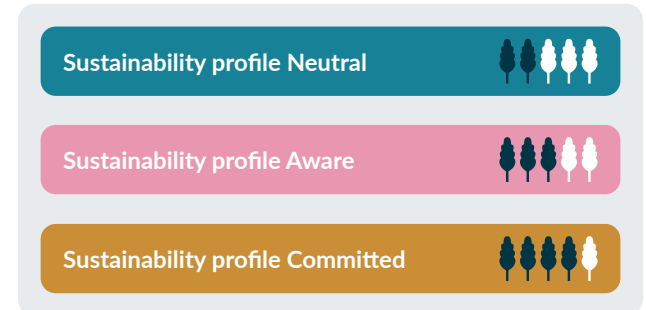 Sustainability profile Neutral
Sustainability profile Aware
Sustainability profile Committed